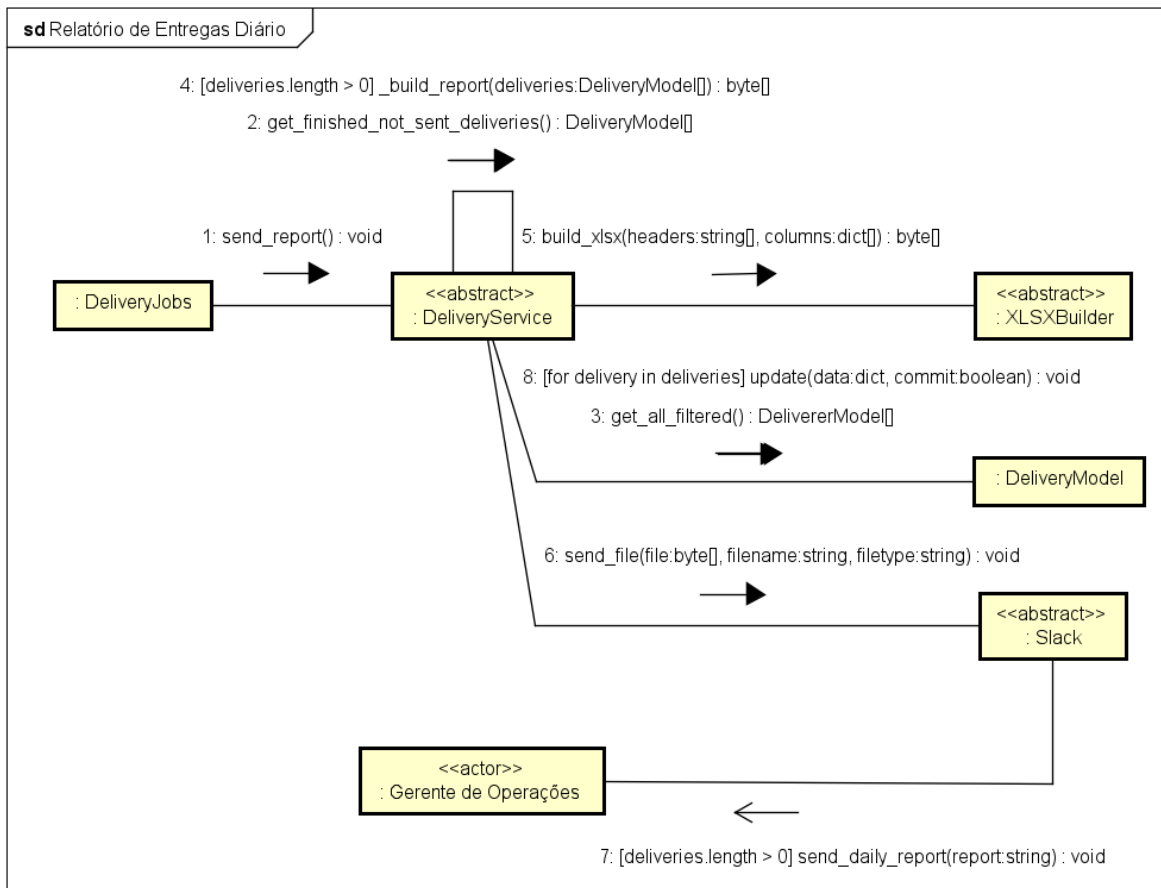 sd Relatório de Entregas Diário
4: [deliveries.length > 0] _build_report(deliveries:DeliveryModel[]) : byte[]
2: get_finished_not_sent_deliveries() : DeliveryModel[]
1: send_report() : void
5: build_xlsx(headers:string[], columns:dict[]) : byte[]
: DeliveryJobs
<<abstract>>
: DeliveryService
<<abstract>>
: XLSXBuilder
8: [for delivery in deliveries] update(data:dict, commit:boolean) : void
3: get_all_filtered() : DelivererModel[]
: DeliveryModel
6: send_file(file:byte[], filename:string, filetype:string) : void
<<abstract>>
: Slack
<<actor>>
: Gerente de Operações
7: [deliveries.length > 0] send_daily_report(report:string) : void